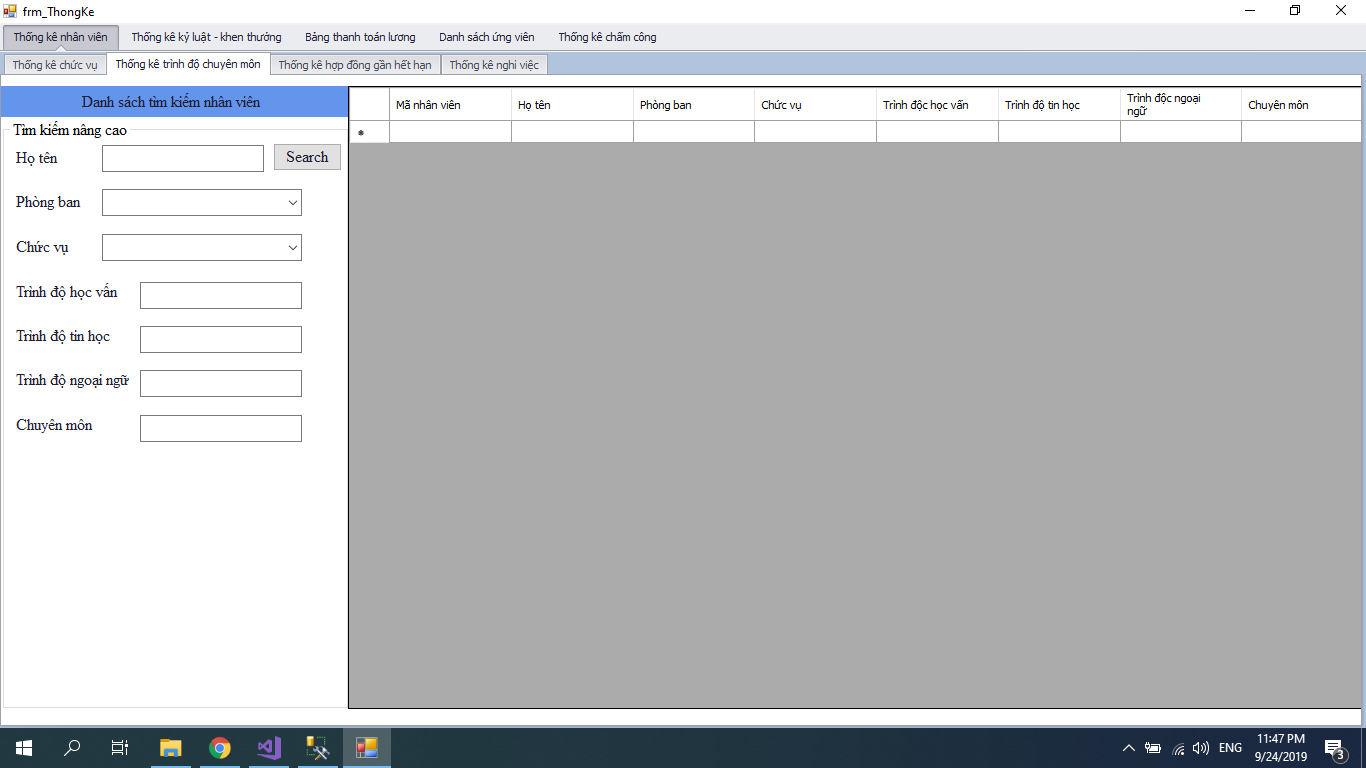 frm_ThongKe
Thống kê nhân viên Thống kê kỷ luật - khen thưởng Bảng thanh toán lương Danh sách ứng viên Thống kê chấm công
Thống kê chức vụ Thống kê trình độ chuyên môn Thống kê hợp đồng gần hết hạn Thống kê nghỉ việc
Danh sách tìm kiếm nhân viên
Tìm kiếm nâng cao
Họ tên Search
Phòng ban
Chức vụ
Trình độ học vấn
Trình độ tin học
Trình độ ngoại ngữ
Chuyên môn
Mã nhân viên Họ tên Phòng ban Chức vụ Trình độc học vấn Trình độ tin học Trình độc ngoại
ngữ Chuyên môn
ENG
11:47 PM
9/24/2019
3